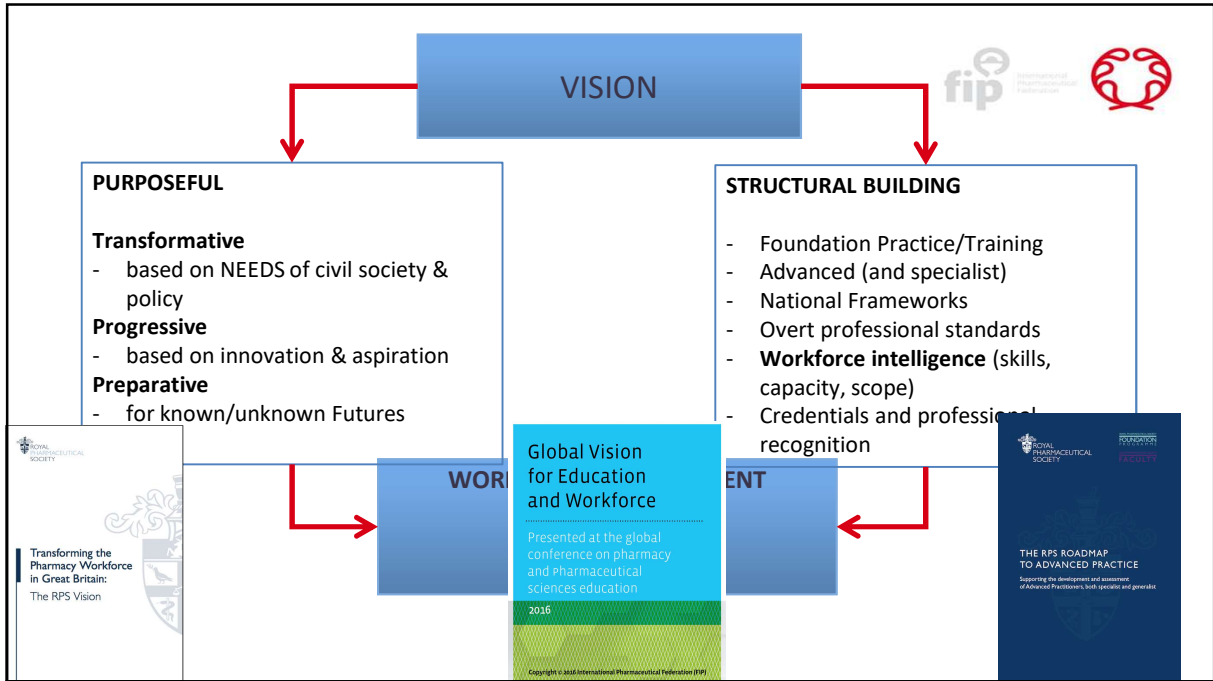 VISION
fip
International
Pharmaceutical
Federation
PURPOSEFUL
Transformative
- based on NEEDS of civil society &
policy
Progressive
- based on innovation & aspiration
Preparative
- for known/unknown Futures
STRUCTURAL BUILDING
- Foundation Practice/Training
- Advanced (and specialist)
- National Frameworks
- Overt professional standards
- Workforce intelligence (skills,
capacity, scope)
- Credentials and professional
recognition
ROYAL
PHARMACEUTICAL
SOCIETY
Transforming the
Pharmacy Workforce
in Great Britain:
The RPS Vision
Global Vision
for Education
and Workforce
Presented at the global
conference on pharmacy
and Pharmaceutical
sciences education
2016
Copyright © 2016 International Pharmaceutical Federation (FIP)
ROYAL
PHARMACEUTICAL
SOCIETY
FOUNDATION
PROGRAMME
FACULTY
THE RPS ROADMAP
TO ADVANCED PRACTICE
Supporting the development and assessment
of Advanced Practitioners, both specialist and generalist